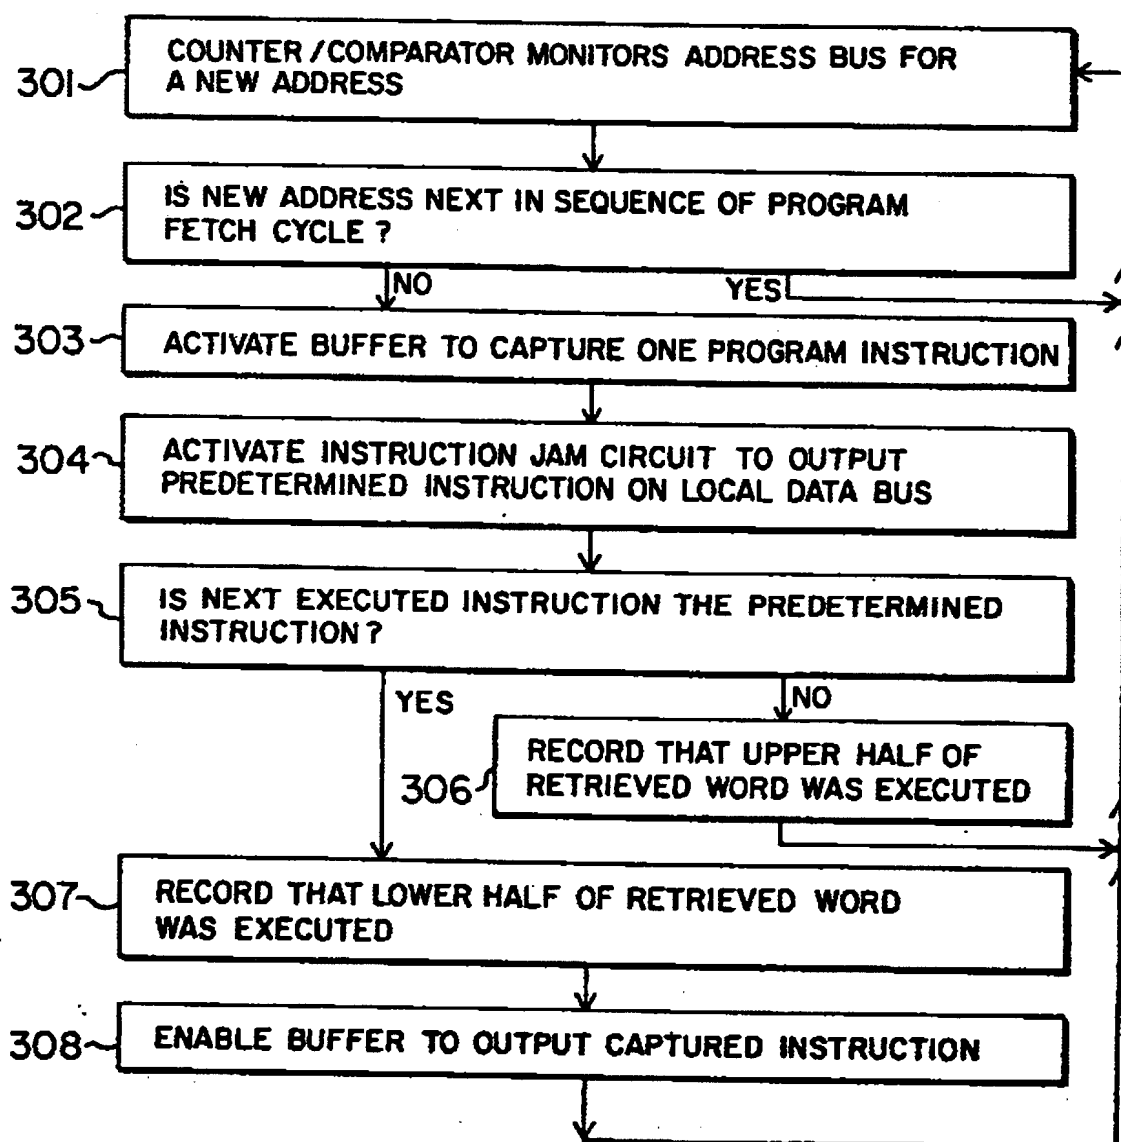 301
COUNTER/COMPARATOR MONITORS ADDRESS BUS FOR
A NEW ADDRESS
302
IS NEW ADDRESS NEXT IN SEQUENCE OF PROGRAM
FETCH CYCLE?
NO
YES
303
ACTIVATE BUFFER TO CAPTURE ONE PROGRAM INSTRUCTION
304
ACTIVATE INSTRUCTION JAM CIRCUIT TO OUTPUT
PREDETERMINED INSTRUCTION ON LOCAL DATA BUS
305
IS NEXT EXECUTED INSTRUCTION THE PREDETERMINED
INSTRUCTION?
YES
NO
306
RECORD THAT UPPER HALF OF
RETRIEVED WORD WAS EXECUTED
307
RECORD THAT LOWER HALF OF RETRIEVED WORD
WAS EXECUTED
308
ENABLE BUFFER TO OUTPUT CAPTURED INSTRUCTION